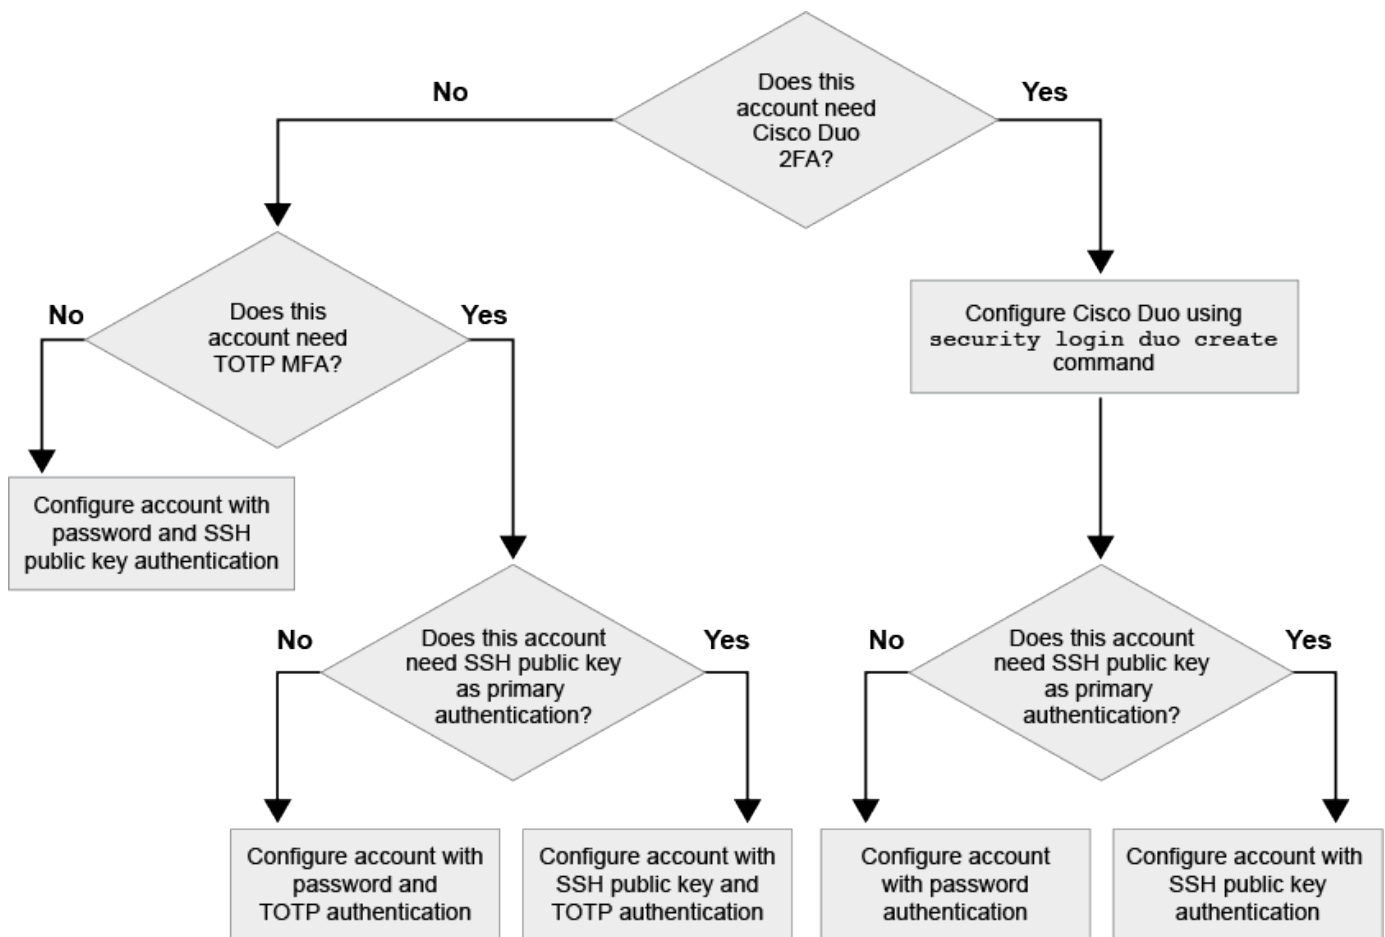 Does this
account need
Cisco Duo
2FA?
No
Yes
Does this
account need
TOTP MFA?
No
Yes
Configure Cisco Duo using
security login duo create
command
Configure account with
password and SSH
public key authentication
Does this account
need SSH public key
as primary
authentication?
No
Yes
Does this account
need SSH public key
as primary
authentication?
No
Yes
Configure account with
password and
TOTP authentication
Configure account with
SSH public key and
TOTP authentication
Configure account
with password
authentication
Configure account with
SSH public key
authentication